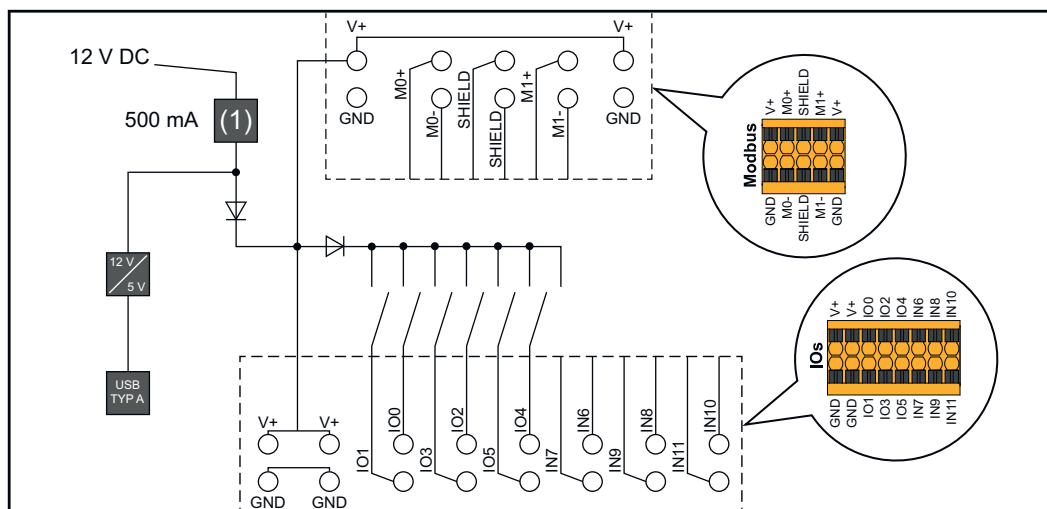 12 V DC
500 mA
(1)
12 V
5 V
USB
TYP A
V+
V+
GND
GND
M0+
M0-
SHIELD
SHIELD
M1+
M1-
Modbus
V+
M0+
SHIELD
M1+
V+
GND
M0-
SHIELD
M1-
GND
IOs
V+
V+
IO0
IO2
IO4
IN6
IN8
IN10
GND
GND
IO1
IO3
IO5
IN7
IN9
IN11
V+
V+
GND
GND
IO1
IO0
IO3
IO2
IO5
IO4
IN7
IN6
IN9
IN8
IN11
IN10